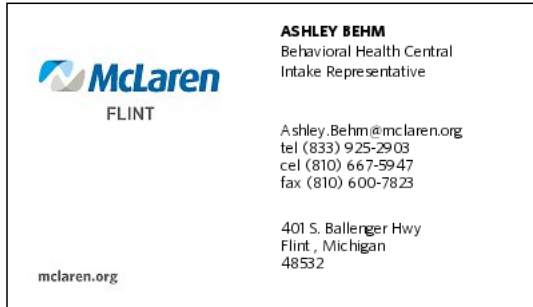 McLaren
FLINT
mclaren.org
ASHLEY BEHM
Behavioral Health Central
Intake Representative
Ashley.Behm@mclaren.org
tel (833) 925-2903
cel (810) 667-5947
fax (810) 600-7823
401 S. Ballenger Hwy
Flint , Michigan
48532